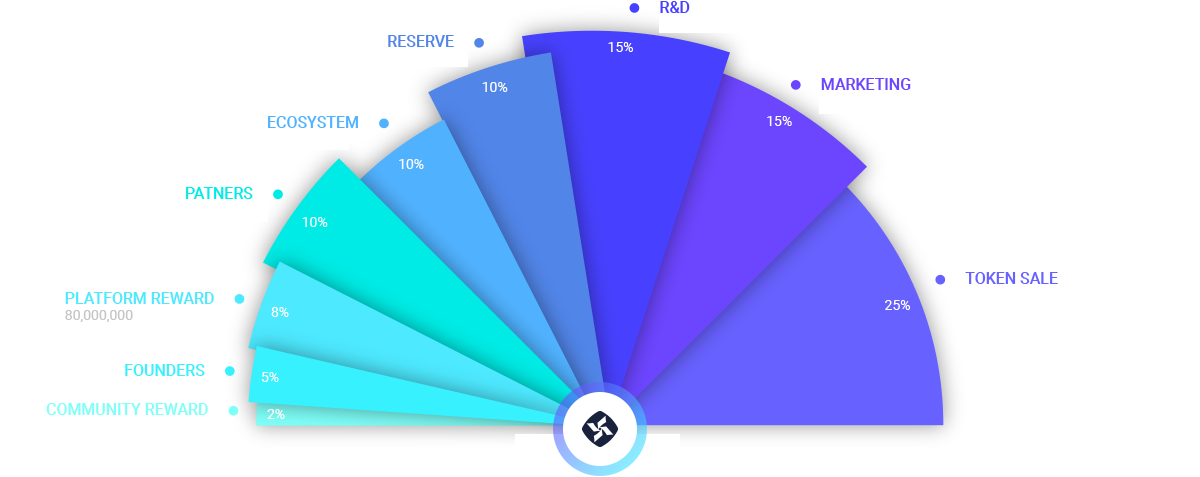 R&D
15%
RESERVE
10%
MARKETING
15%
ECOSYSTEM
10%
PATNERS
10%
TOKEN SALE
25%
PLATFORM REWARD
80,000,000
8%
FOUNDERS
5%
COMMUNITY REWARD
2%